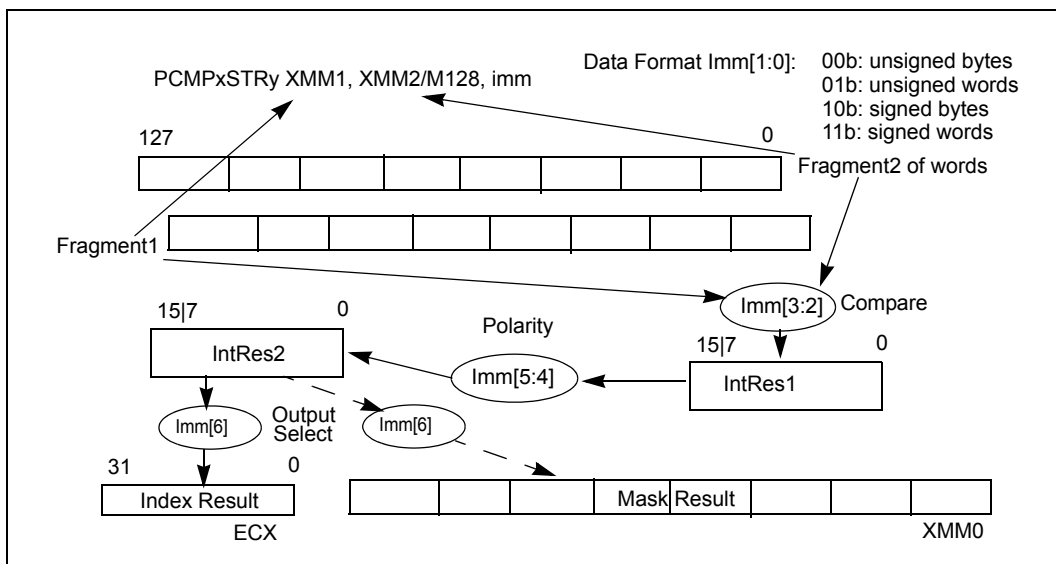 Data Format Imm[1:0]: 00b: unsigned bytes
01b: unsigned words
10b: signed bytes
11b: signed words
PCMPxSTRy XMM1, XMM2/M128, imm
127 0
Fragment2 of words
Fragment1
Imm[3:2] Compare
15|7 0
IntRes2
Polarity
Imm[5:4]
15|7 0
IntRes1
Imm[6]
Output
Select
Imm[6]
31 0
Index Result
ECX
Mask Result
XMM0